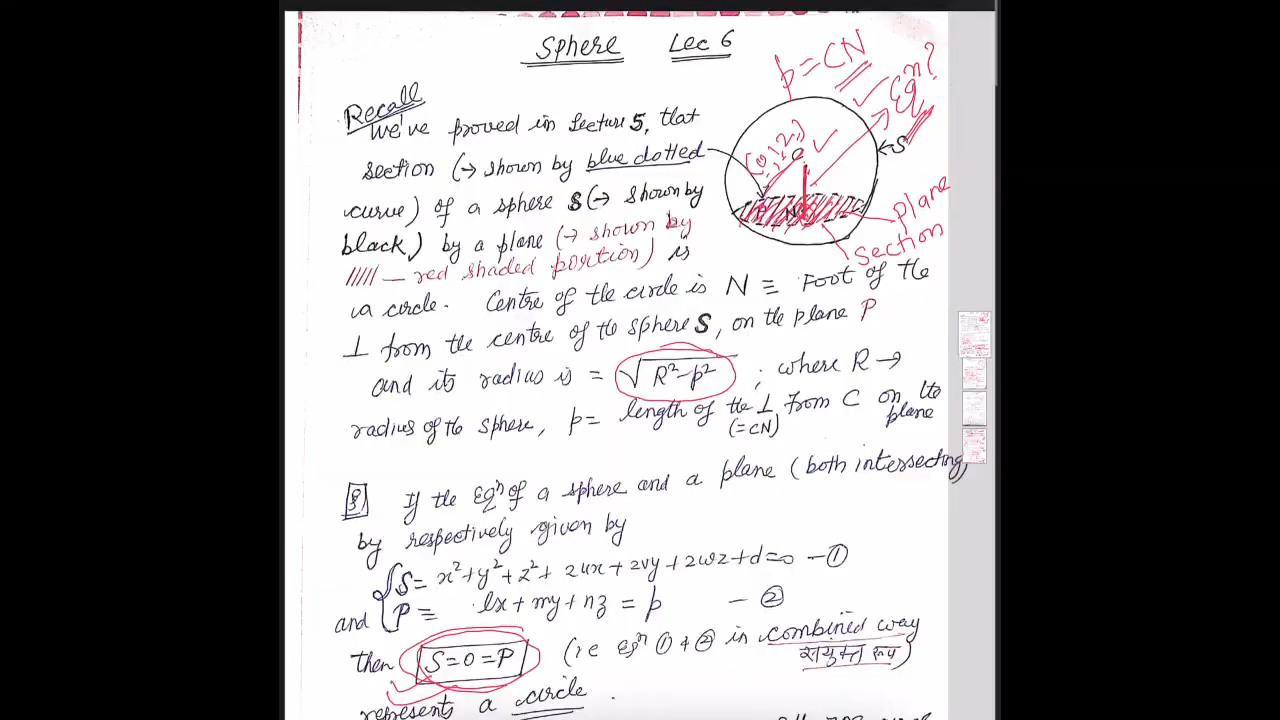 Sphere Lec 6
p = CN
Eqn?
Recall
We've proved in Lecture 5, that
section (→ shown by blue dotted
curve) of a sphere S (→ shown by
black) by a plane (→ shown by
///// — red shaded position) is
a circle. Centre of the circle is N ≡ Foot of the
⊥ from the centre of the sphere S, on the plane P
and its radius is = √R²-p² ; where R →
radius of the sphere, p = length of the ⊥ from C on the plane
(= CN)
C
S
P
N
plane
section
If the Eqn of a sphere and a plane (both intersecting)
by respectively given by
S ≡ x²+y²+z²+2ux+2vy+2wz+d=0 —①
and P ≡ lx+my+nz = p —②
then S=0=P (ie Eqn ① & ② in combined way
संयुक्त रूप)
represents a circle.